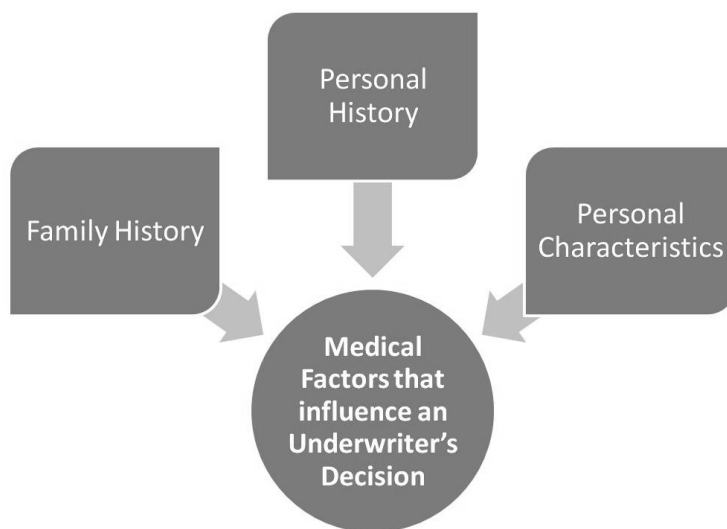 Personal
History
Family History
Personal
Characteristics
Medical
Factors that
influence an
Underwriter's
Decision